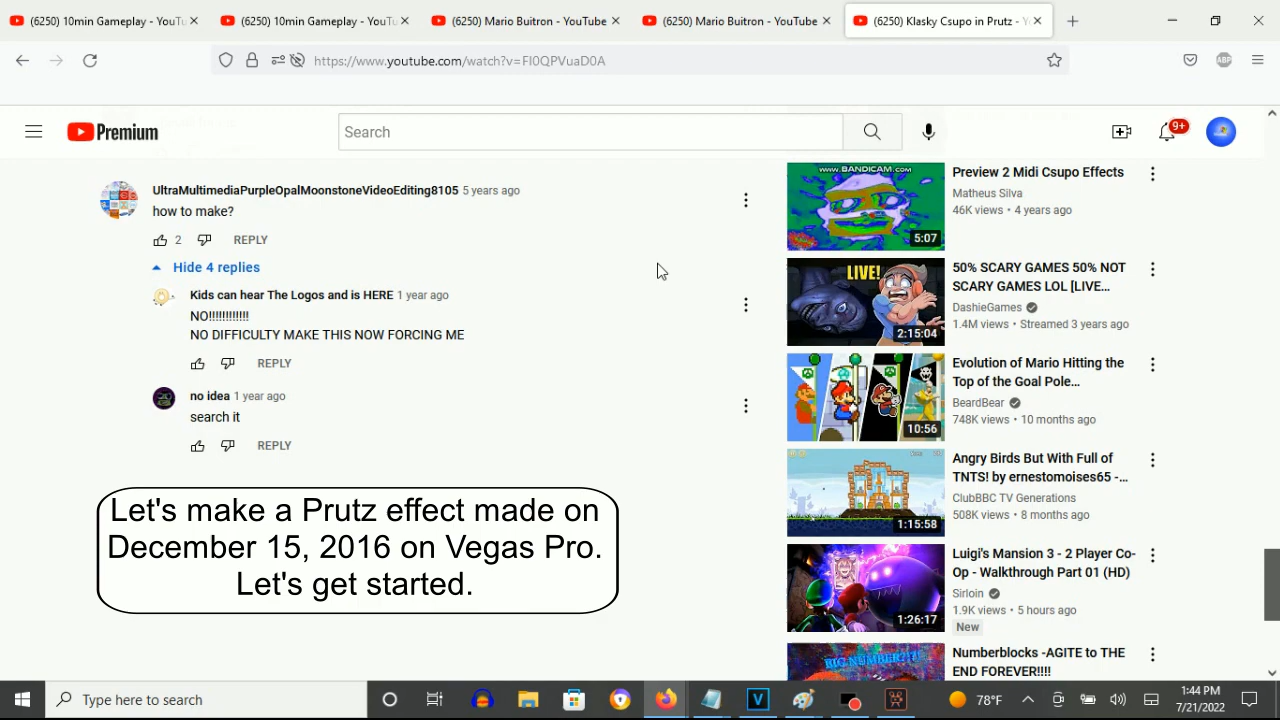 (6250) 10min Gameplay - YouTu
(6250) 10min Gameplay - YouTu
(6250) Mario Buitron - YouTube
(6250) Mario Buitron - YouTube
(6250) Klasky Csupo in Prutz - Y
https://www.youtube.com/watch?v=FI0QPVuaD0A
ABP
Premium
Search
9+
UltraMultimediaPurpleOpalMoonstoneVideoEditing8105 5 years ago
how to make?
2
REPLY
Hide 4 replies
Kids can hear The Logos and is HERE 1 year ago
NO!!!!!!!!!!!!
NO DIFFICULTY MAKE THIS NOW FORCING ME
REPLY
no idea 1 year ago
search it
REPLY
Let's make a Prutz effect made on
December 15, 2016 on Vegas Pro.
Let's get started.
WWW.BANDICAM.COM
5:07
Preview 2 Midi Csupo Effects
Matheus Silva
46K views • 4 years ago
LIVE!
2:15:04
50% SCARY GAMES 50% NOT
SCARY GAMES LOL [LIVE...
DashieGames
1.4M views • Streamed 3 years ago
10:56
Evolution of Mario Hitting the
Top of the Goal Pole...
BeardBear
748K views • 10 months ago
1:15:58
Angry Birds But With Full of
TNTS! by ernestomoises65 -...
ClubBBC TV Generations
508K views • 8 months ago
1:26:17
Luigi's Mansion 3 - 2 Player Co-
Op - Walkthrough Part 01 (HD)
Sirloin
1.9K views • 5 hours ago
New
BIG NUMBER
Numberblocks -AGITE to THE
END FOREVER!!!!
Type here to search
V
78°F
1:44 PM
7/21/2022